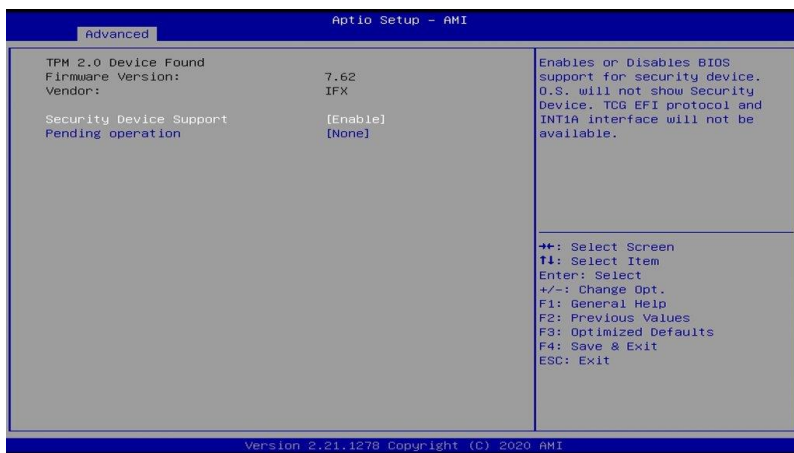 Aptio Setup - AMI
Advanced
TPM 2.0 Device Found
Firmware Version: 7.62
Vendor: IFX
Security Device Support [Enable]
Pending operation [None]
Enables or Disables BIOS
support for security device.
O.S. will not show Security
Device. TCG EFI protocol and
INT1A interface will not be
available.
→←: Select Screen
↑↓: Select Item
Enter: Select
+/-: Change Opt.
F1: General Help
F2: Previous Values
F3: Optimized Defaults
F4: Save & Exit
ESC: Exit
Version 2.21.1278 Copyright (C) 2020 AMI